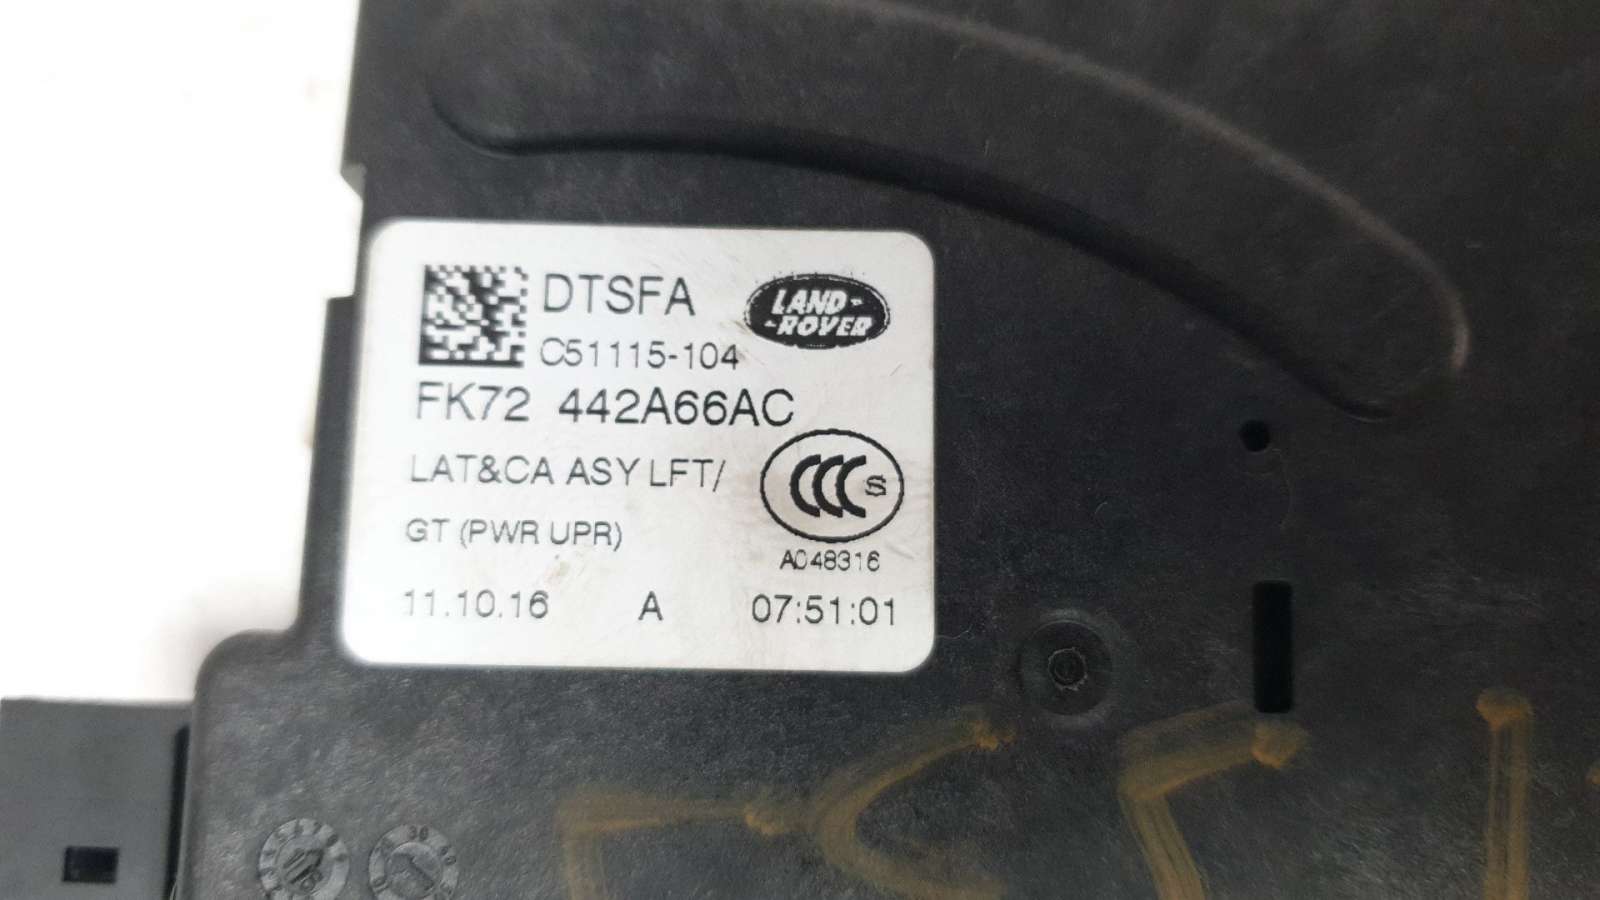 DTSFA
LAND-
-ROVER
C51115-104
FK72 442A66AC
LAT&CA ASY LFT/
GT (PWR UPR)
CCC S
A048316
11.10.16 A 07:51:01